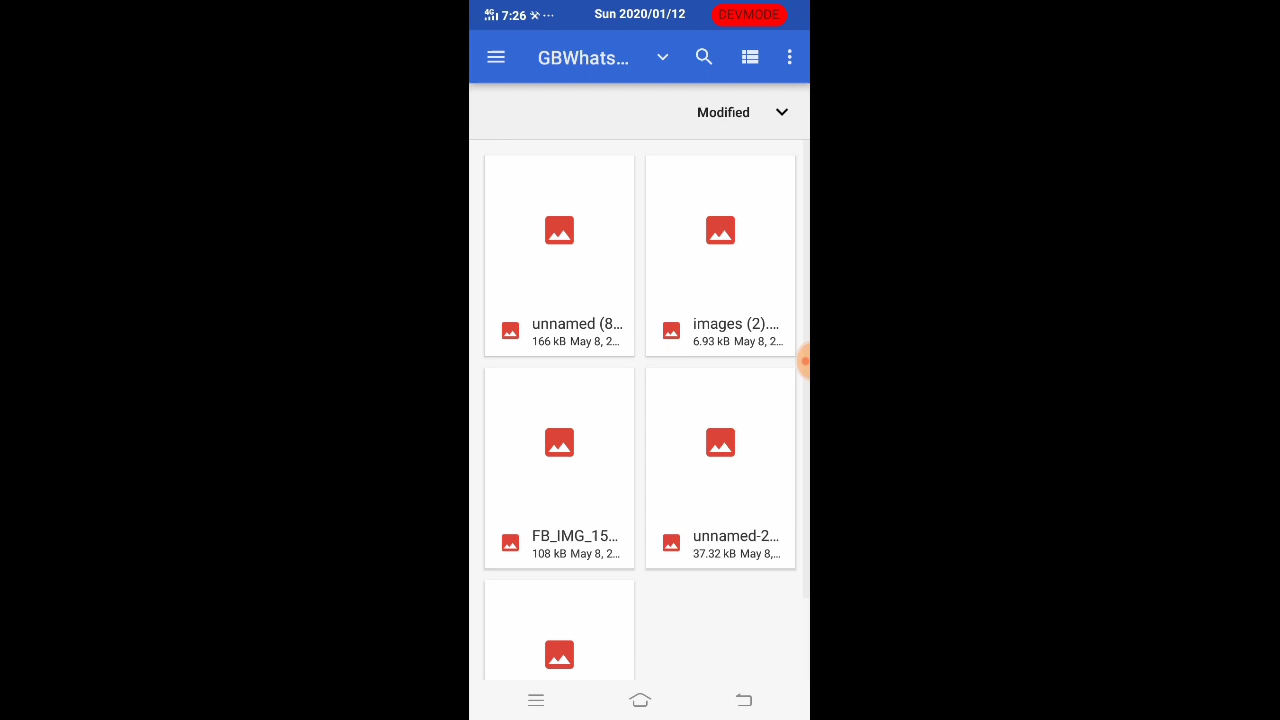 4G 7:26 ... Sun 2020/01/12 DEVMODE
GBWhats...
Modified
unnamed (8...
166 kB May 8, 2...
images (2)....
6.93 kB May 8, 2...
FB_IMG_15...
108 kB May 8, 2...
unnamed-2...
37.32 kB May 8,...